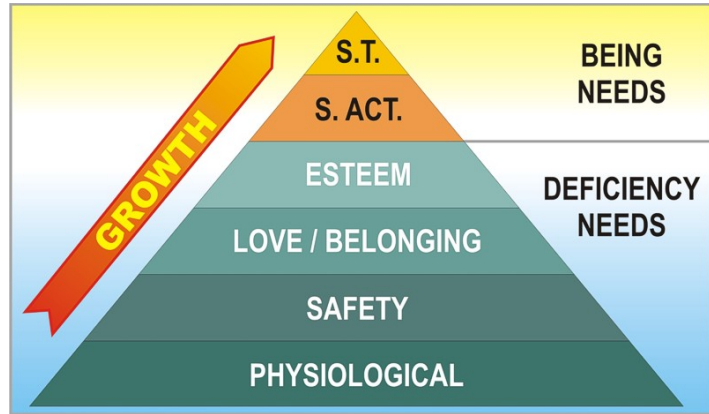 S.T.
S. ACT.
ESTEEM
LOVE / BELONGING
SAFETY
PHYSIOLOGICAL
GROWTH
BEING
NEEDS
DEFICIENCY
NEEDS